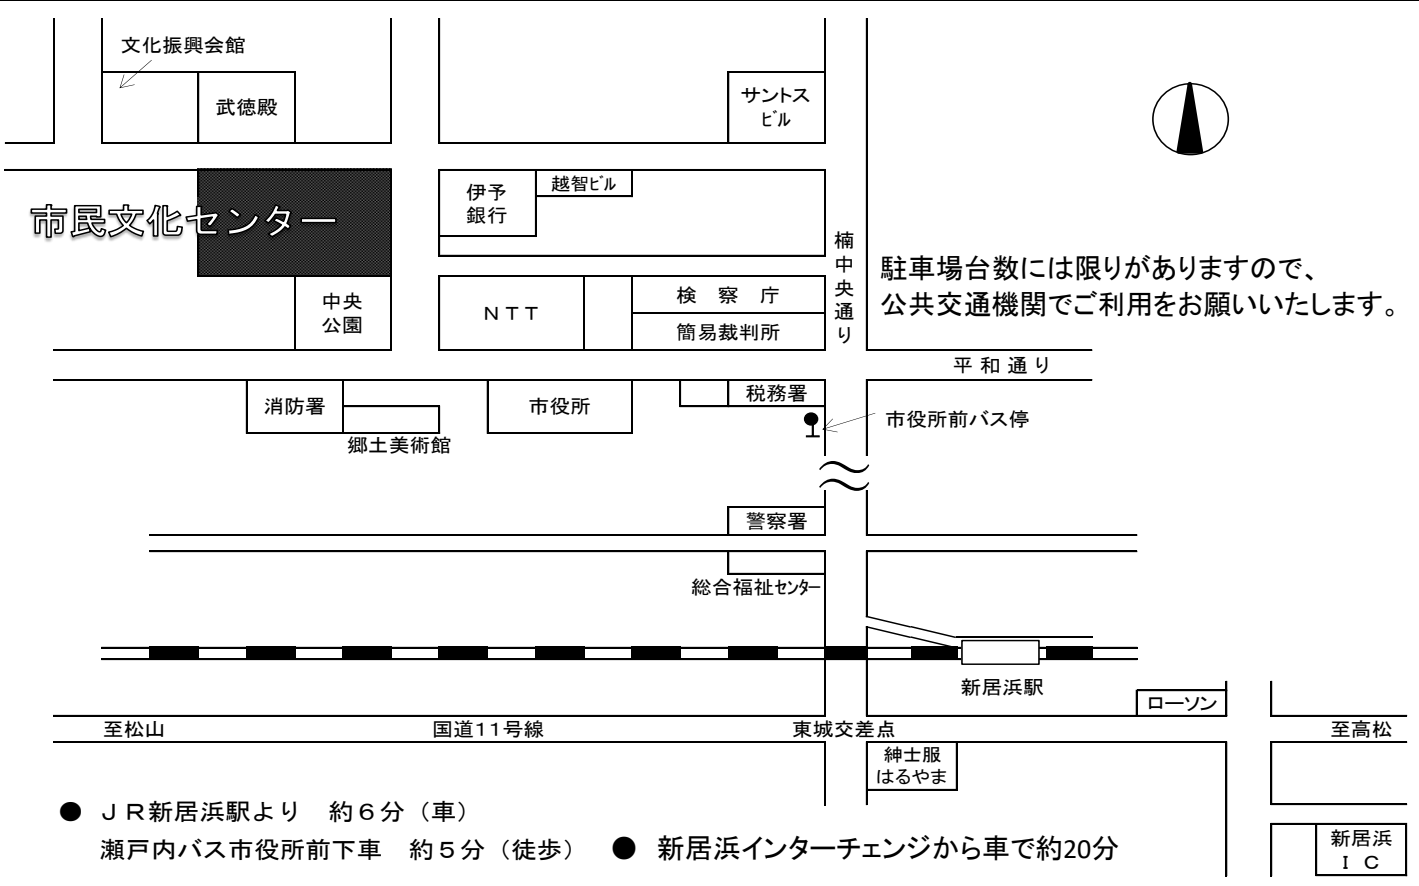 文化振興会館
武徳殿
サントス
ビル
市民文化センター
伊予
銀行
越智ビル
楠中央通り
駐車場台数には限りがありますので、
公共交通機関でご利用をお願いいたします。
中央
公園
ＮＴＴ
検　察　庁
簡易裁判所
平 和 通 り
消防署
市役所
税務署
市役所前バス停
郷土美術館
警察署
総合福祉センター
新居浜駅
ローソン
至松山
国道11号線
東城交差点
至高松
紳士服
はるやま
● ＪＲ新居浜駅より　約６分（車）
瀬戸内バス市役所前下車　約５分（徒歩）
● 新居浜インターチェンジから車で約20分
新居浜
Ｉ Ｃ